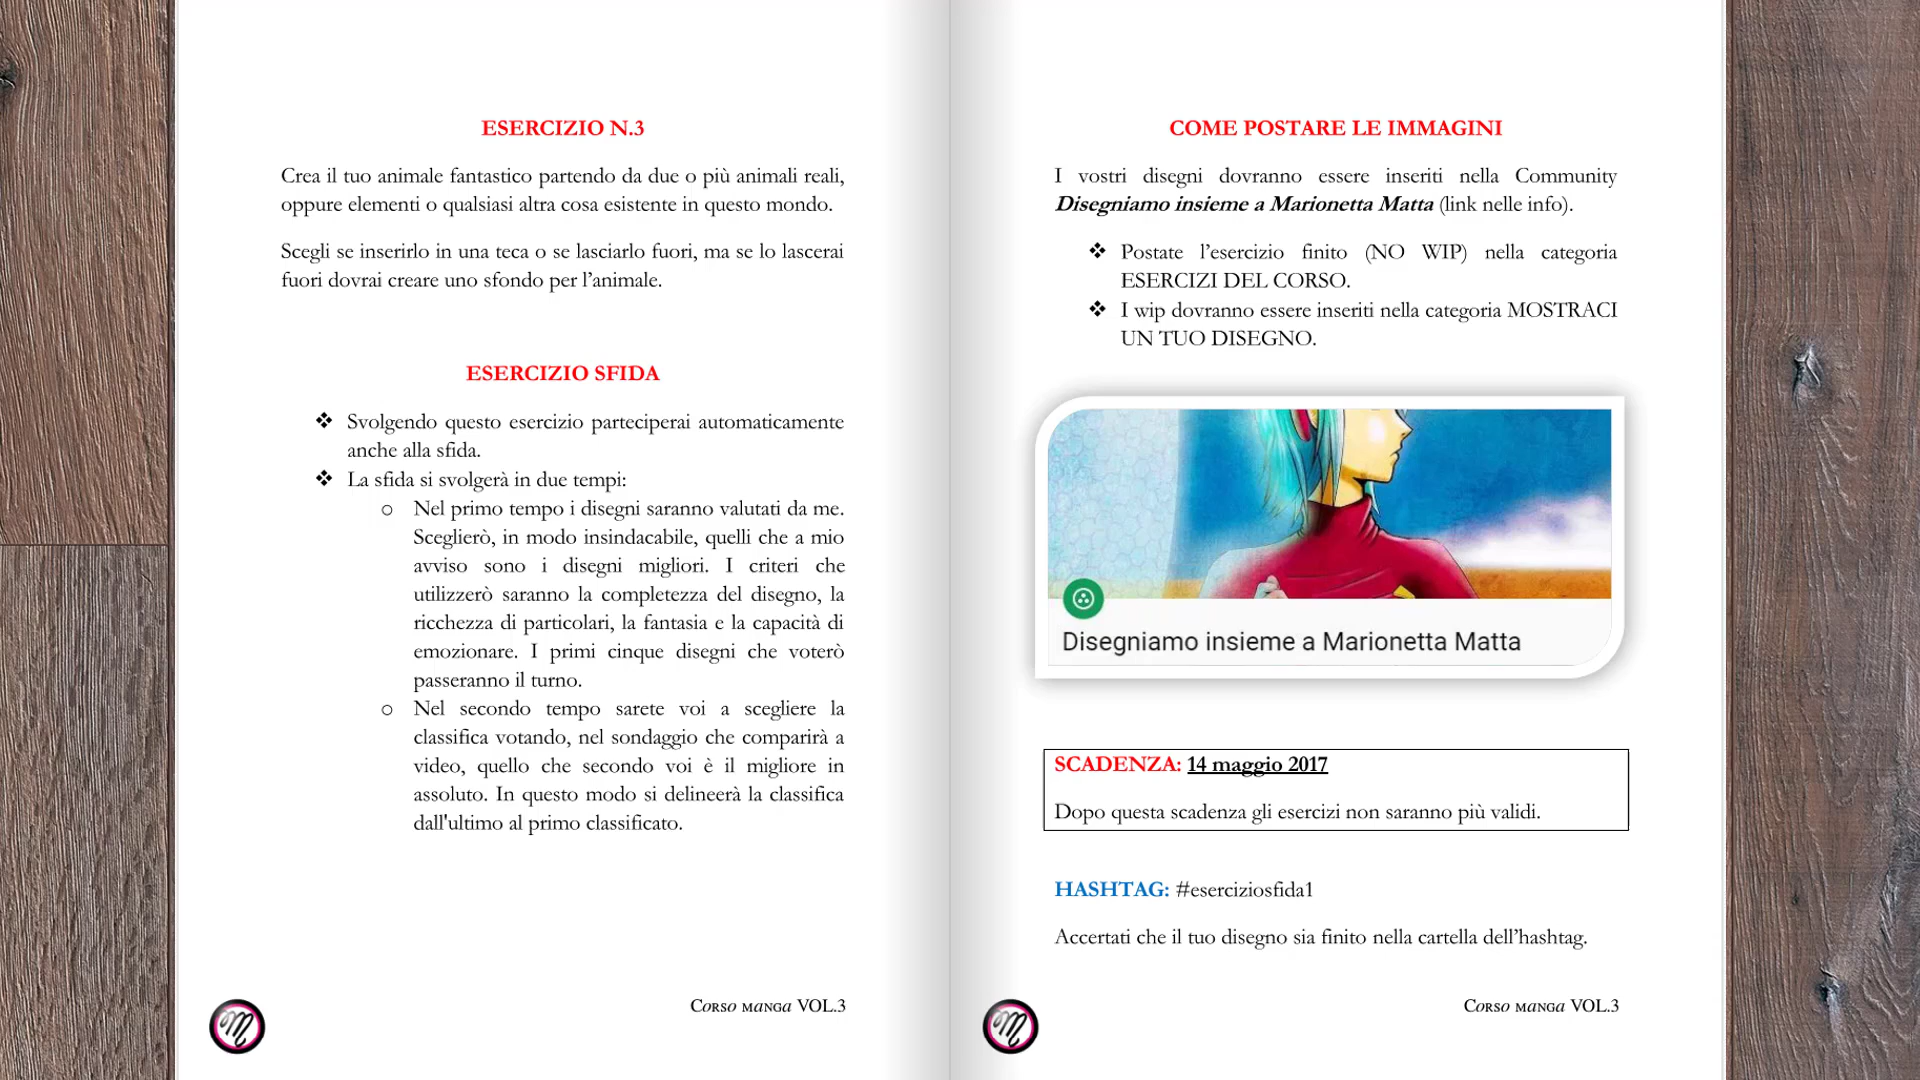 ESERCIZIO N.3
Crea il tuo animale fantastico partendo da due o più animali reali,
oppure elementi o qualsiasi altra cosa esistente in questo mondo.
Scegli se inserirlo in una teca o se lasciarlo fuori, ma se lo lascerai
fuori dovrai creare uno sfondo per l’animale.
ESERCIZIO SFIDA
❖ Svolgendo questo esercizio parteciperai automaticamente
anche alla sfida.
❖ La sfida si svolgerà in due tempi:
o Nel primo tempo i disegni saranno valutati da me.
Sceglierò, in modo insindacabile, quelli che a mio
avviso sono i disegni migliori. I criteri che
utilizzerò saranno la completezza del disegno, la
ricchezza di particolari, la fantasia e la capacità di
emozionare. I primi cinque disegni che voterò
passeranno il turno.
o Nel secondo tempo sarete voi a scegliere la
classifica votando, nel sondaggio che comparirà a
video, quello che secondo voi è il migliore in
assoluto. In questo modo si delineerà la classifica
dall'ultimo al primo classificato.
Corso manga VOL.3
COME POSTARE LE IMMAGINI
I vostri disegni dovranno essere inseriti nella Community
Disegniamo insieme a Marionetta Matta (link nelle info).
❖ Postate l’esercizio finito (NO WIP) nella categoria
ESERCIZI DEL CORSO.
❖ I wip dovranno essere inseriti nella categoria MOSTRACI
UN TUO DISEGNO.
Disegniamo insieme a Marionetta Matta
SCADENZA: 14 maggio 2017
Dopo questa scadenza gli esercizi non saranno più validi.
HASHTAG: #eserciziosfida1
Accertati che il tuo disegno sia finito nella cartella dell’hashtag.
Corso manga VOL.3